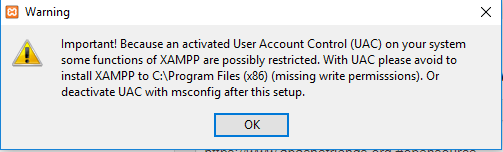 Warning
Important! Because an activated User Account Control (UAC) on your system
some functions of XAMPP are possibly restricted. With UAC please avoid to
install XAMPP to C:\Program Files (x86) (missing write permisssions). Or
deactivate UAC with msconfig after this setup.
OK